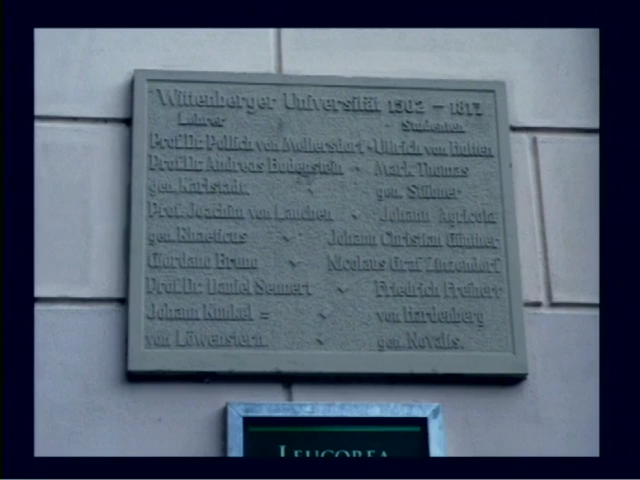 Wittenberger Universität 1502 – 1817
Lehrer Studenten
Prof. Dr. Pollich von Mellersdorf - Ullrich von Hutten
Prof. Dr. Andreas Bodenstein - Mark. Thomas
gen. Karlstadt. - gen. Stübner
Prof. Joachim von Lauchen - Johann Agricola
gen. Rhaeticus - Johann Christian Günther
Giordano Bruno - Nicolaus Graf Zinzendorf
Prof. Dr. Daniel Sennert - Friedrich Freiherr
Johann Kunkel = - von Hardenberg
von Löwenstern. - gen. Novalis.
LEUCOREA